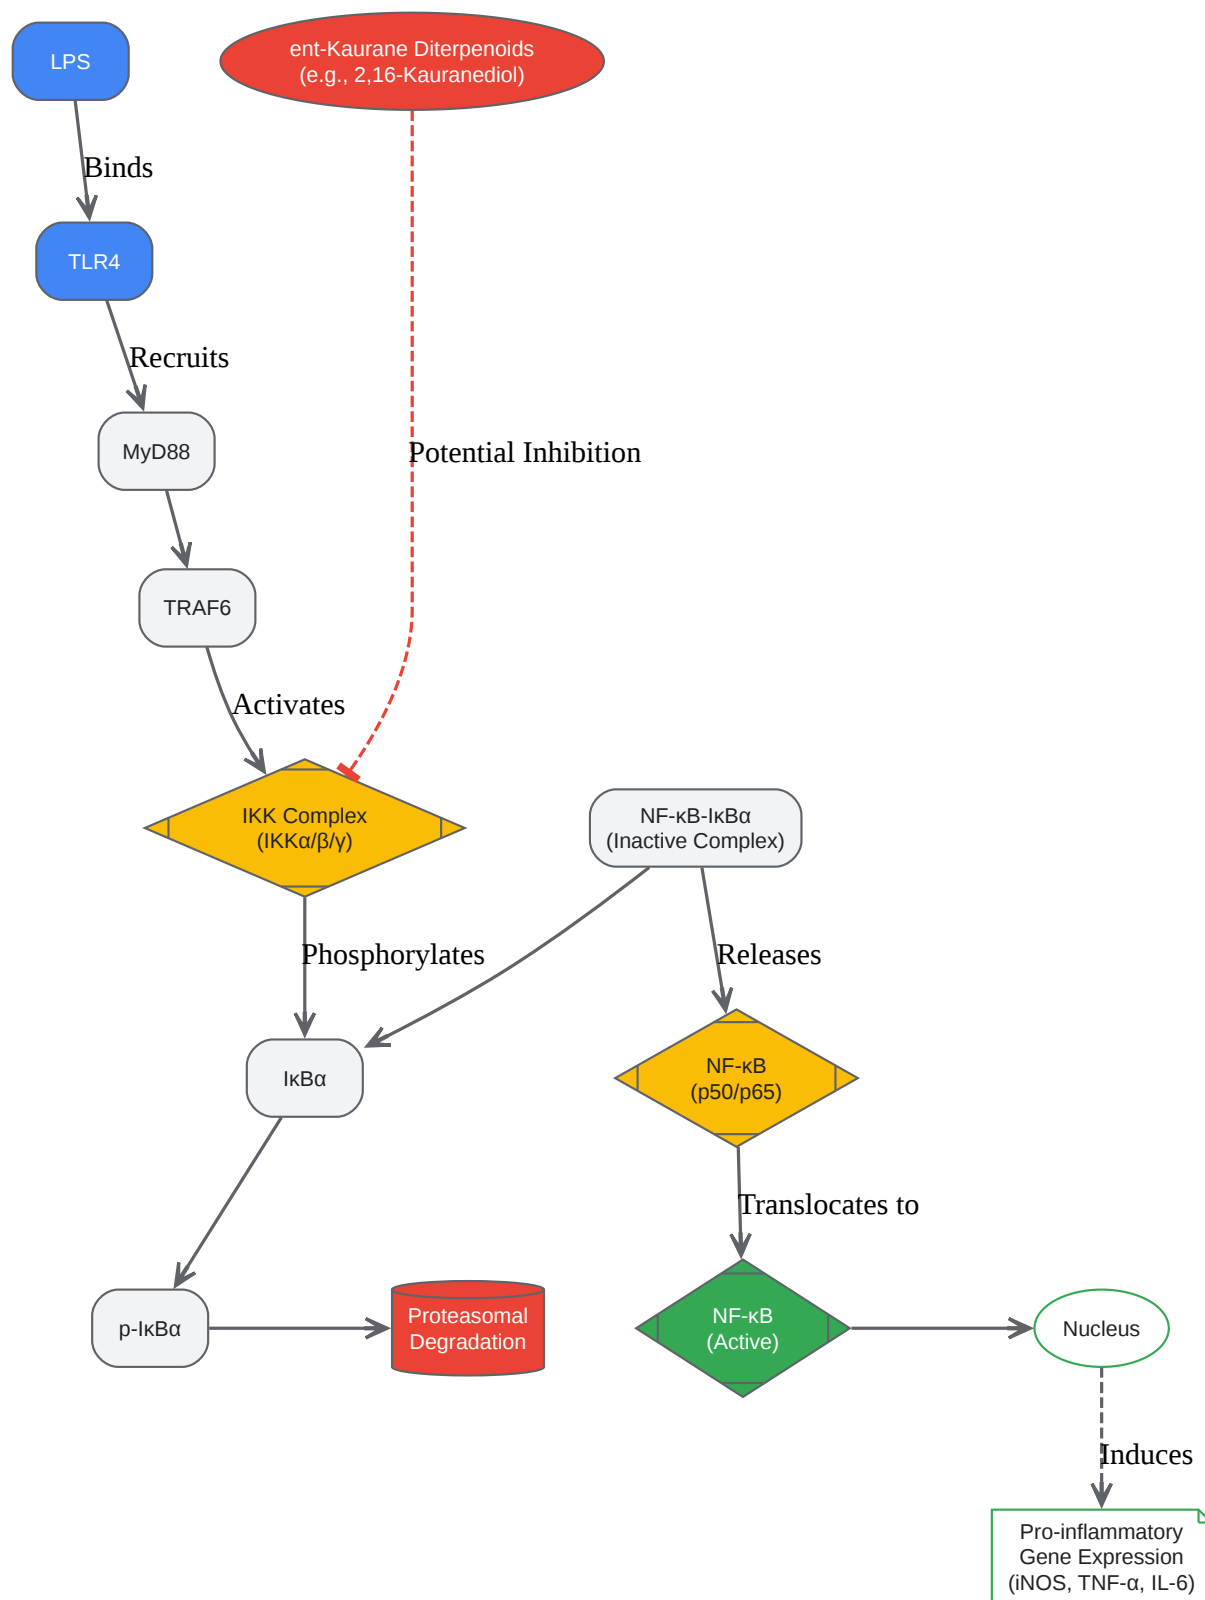 LPS
ent-Kaurane Diterpenoids
(e.g., 2,16-Kauranediol)
Binds
TLR4
Recruits
MyD88
Potential Inhibition
TRAF6
Activates
IKK Complex
(IKKα/β/γ)
NF-κB-IκBα
(Inactive Complex)
Phosphorylates
Releases
IκBα
NF-κB
(p50/p65)
Translocates to
p-IκBα
Proteasomal
Degradation
NF-κB
(Active)
Nucleus
Induces
Pro-inflammatory
Gene Expression
(iNOS, TNF-α, IL-6)